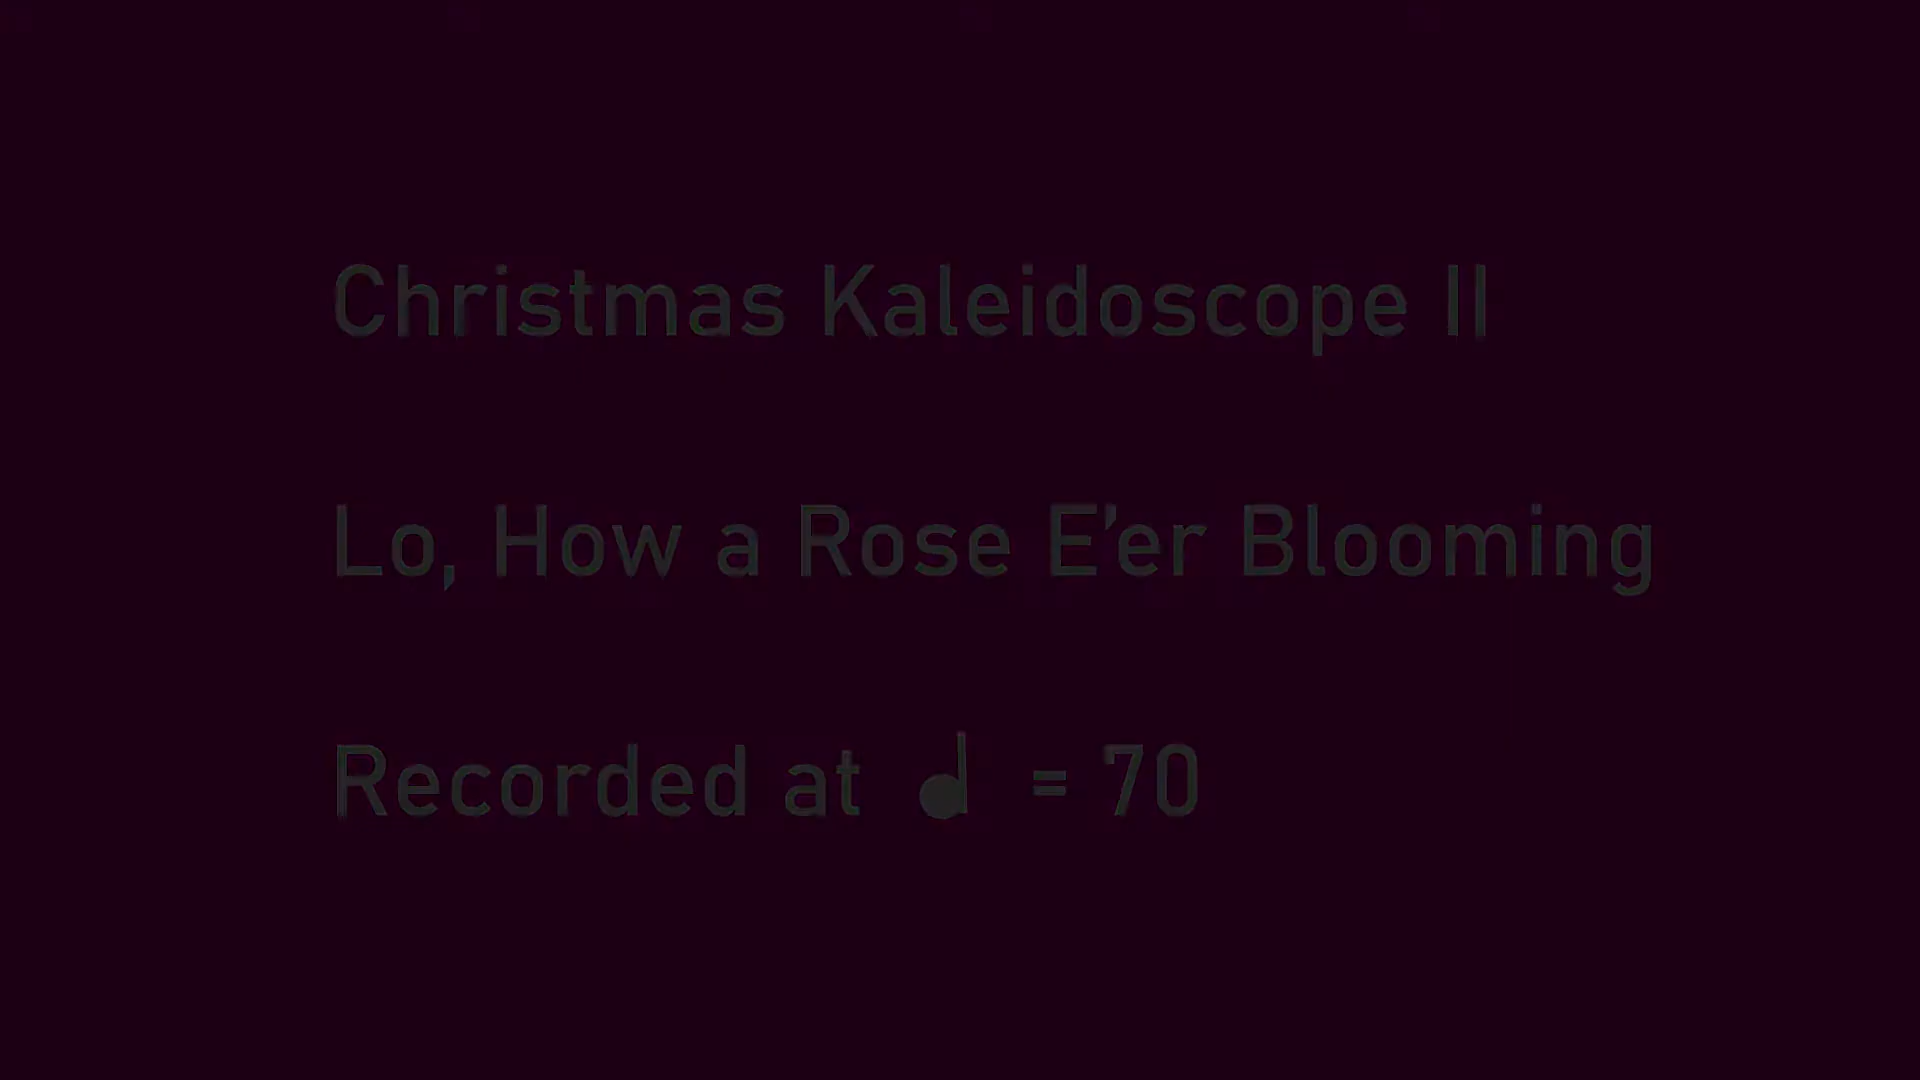 Christmas Kaleidoscope II
Lo, How a Rose E’er Blooming
Recorded at ♩ = 70